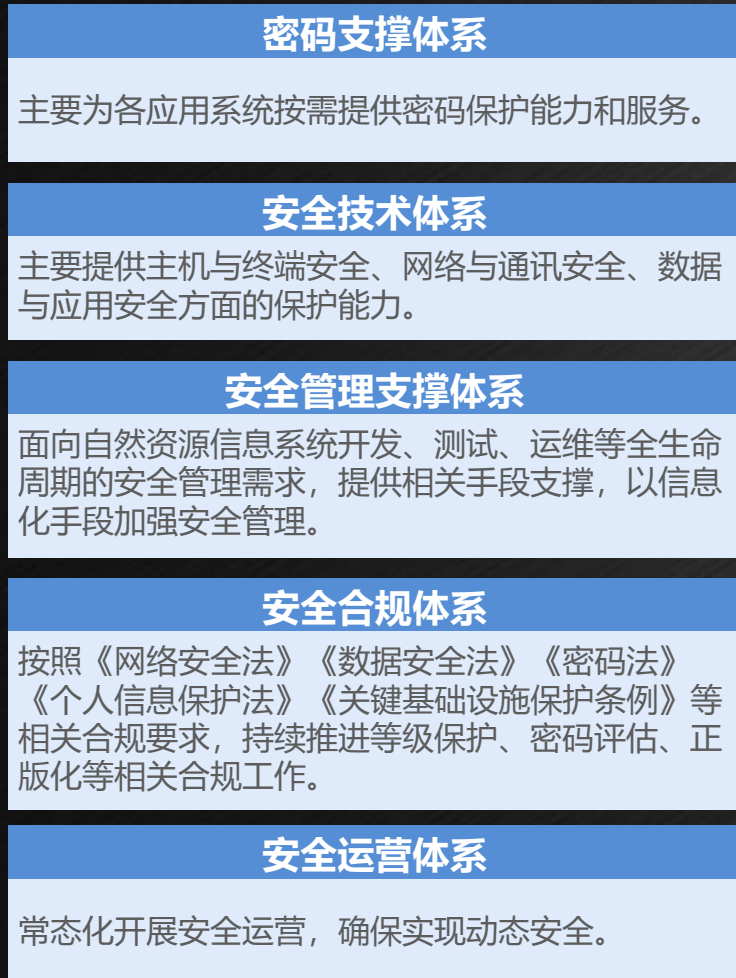 密码支撑体系
主要为各应用系统按需提供密码保护能力和服务。
安全技术体系
主要提供主机与终端安全、网络与通讯安全、数据
与应用安全方面的保护能力。
安全管理支撑体系
面向自然资源信息系统开发、测试、运维等全生命
周期的安全管理需求，提供相关手段支撑，以信息
化手段加强安全管理。
安全合规体系
按照《网络安全法》《数据安全法》《密码法》
《个人信息保护法》《关键基础设施保护条例》等
相关合规要求，持续推进等级保护、密码评估、正
版化等相关合规工作。
安全运营体系
常态化开展安全运营，确保实现动态安全。